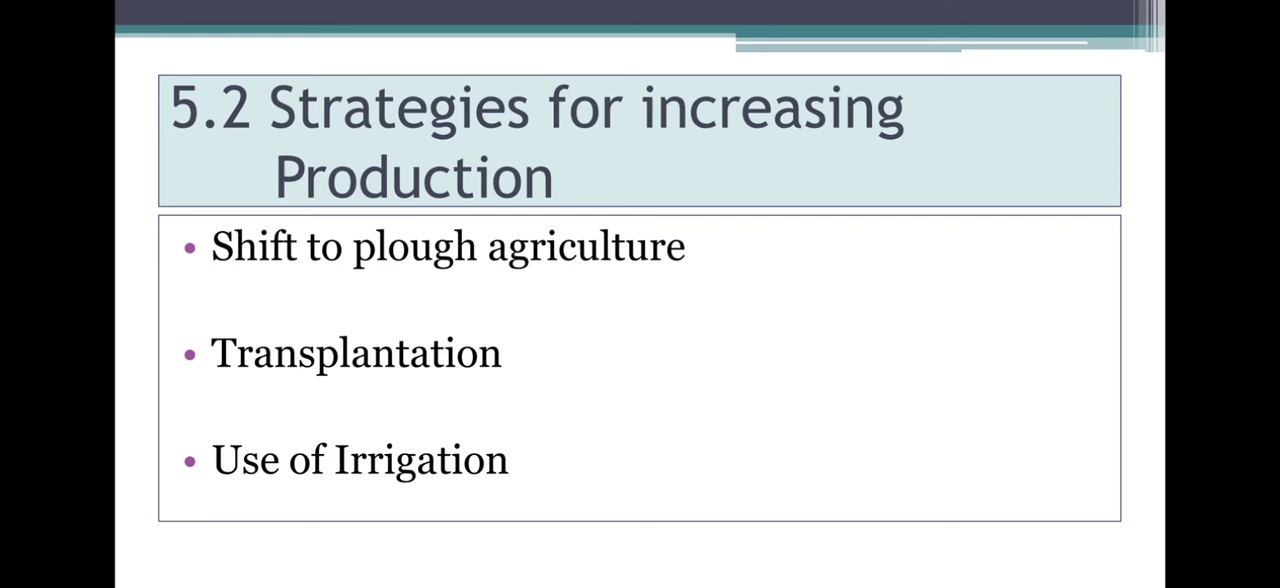 5.2 Strategies for increasing
Production
• Shift to plough agriculture
• Transplantation
• Use of Irrigation